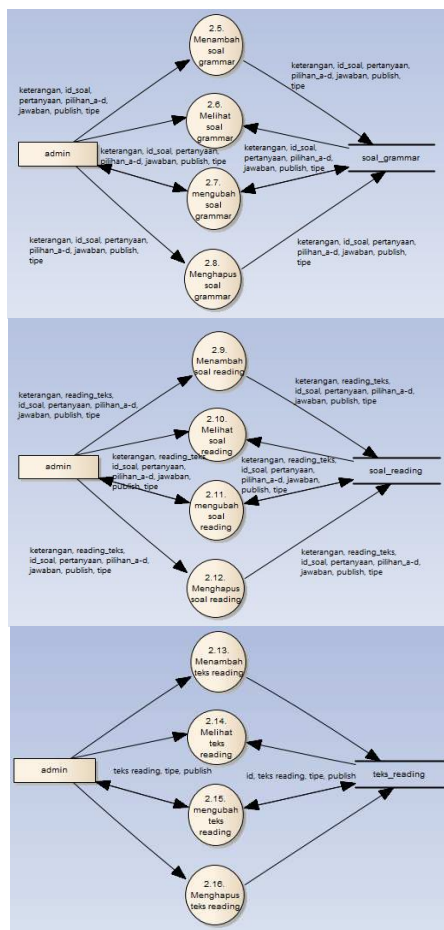 2.5.
Menambah
soal
grammar
keterangan, id_soal,
pertanyaan,
pilihan_a-d,
jawaban, publish,
tipe
keterangan, id_soal,
pertanyaan,
pilihan_a-d,
jawaban, publish,
tipe
2.6.
Melihat
soal
grammar
admin
keterangan, id_soal, pertanyaan,
pilihan_a-d, jawaban, publish,
tipe
keterangan, id_soal,
pertanyaan, pilihan_a-d,
jawaban, publish,
tipe
soal_grammar
2.7.
mengubah
soal
grammar
keterangan, id_soal, pertanyaan,
pilihan_a-d, jawaban, publish,
tipe
keterangan, id_soal, pertanyaan,
pilihan_a-d, jawaban, publish,
tipe
2.8.
Menghapus
soal
grammar
2.9.
Menambah
soal reading
keterangan, reading_teks,
id_soal, pertanyaan, pilihan_a-d,
jawaban, publish, tipe
keterangan, reading_teks,
id_soal, pertanyaan, pilihan_a-d,
jawaban, publish, tipe
2.10.
Melihat
soal
reading
admin
keterangan, reading_teks,
id_soal, pertanyaan,
pilihan_a-d, jawaban,
publish, tipe
keterangan, reading_teks,
id_soal, pertanyaan,
pilihan_a-d, jawaban,
publish, tipe
soal_reading
2.11.
mengubah
soal
reading
keterangan, reading_teks,
id_soal, pertanyaan, pilihan_a-d,
jawaban, publish, tipe
keterangan, reading_teks,
id_soal, pertanyaan, pilihan_a-d,
jawaban, publish, tipe
2.12.
Menghapus
soal reading
2.13.
Menambah
teks reading
2.14.
Melihat
teks
reading
admin
teks reading, tipe, publish
id, teks reading, tipe, publish
teks_reading
2.15.
mengubah
teks
reading
2.16.
Menghapus
teks reading